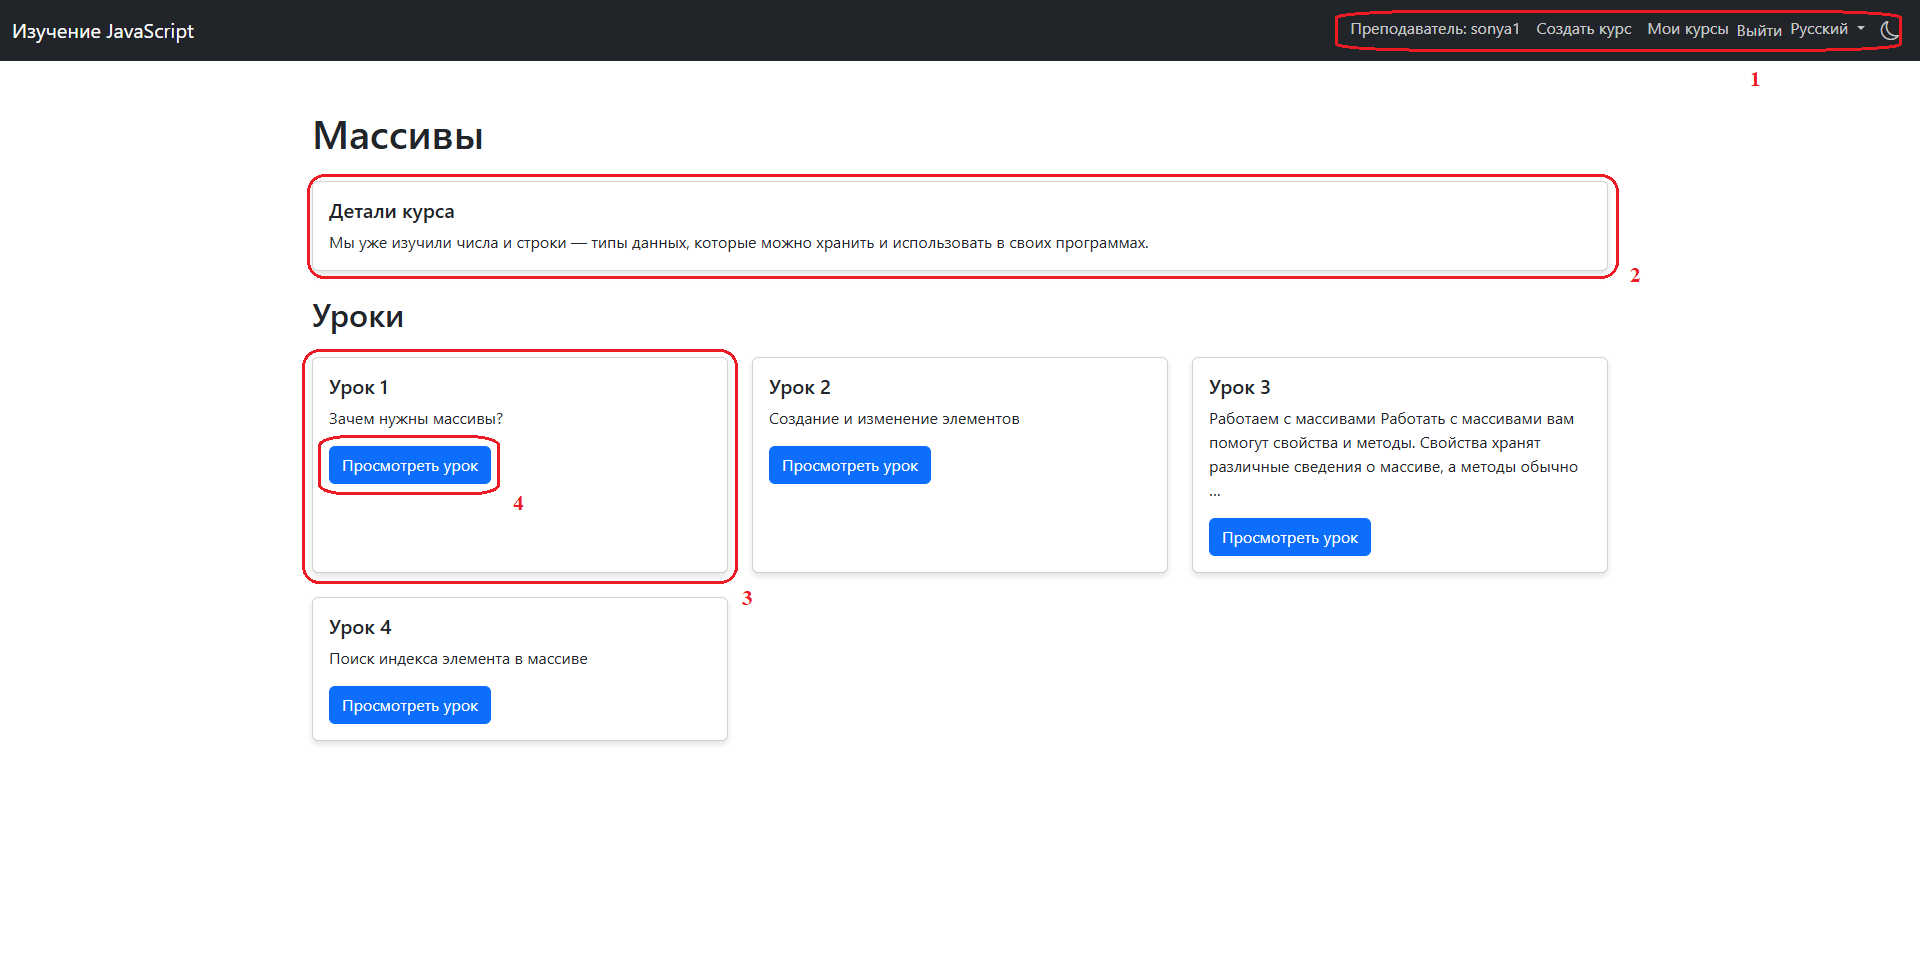 Изучение JavaScript
Преподаватель: sonya1 Создать курс Мои курсы Выйти Русский
1
Массивы
Детали курса
Мы уже изучили числа и строки — типы данных, которые можно хранить и использовать в своих программах.
2
Уроки
Урок 1
Зачем нужны массивы?
Просмотреть урок
4
3
Урок 2
Создание и изменение элементов
Просмотреть урок
Урок 3
Работаем с массивами Работать с массивами вам
помогут свойства и методы. Свойства хранят
различные сведения о массиве, а методы обычно
...
Просмотреть урок
Урок 4
Поиск индекса элемента в массиве
Просмотреть урок